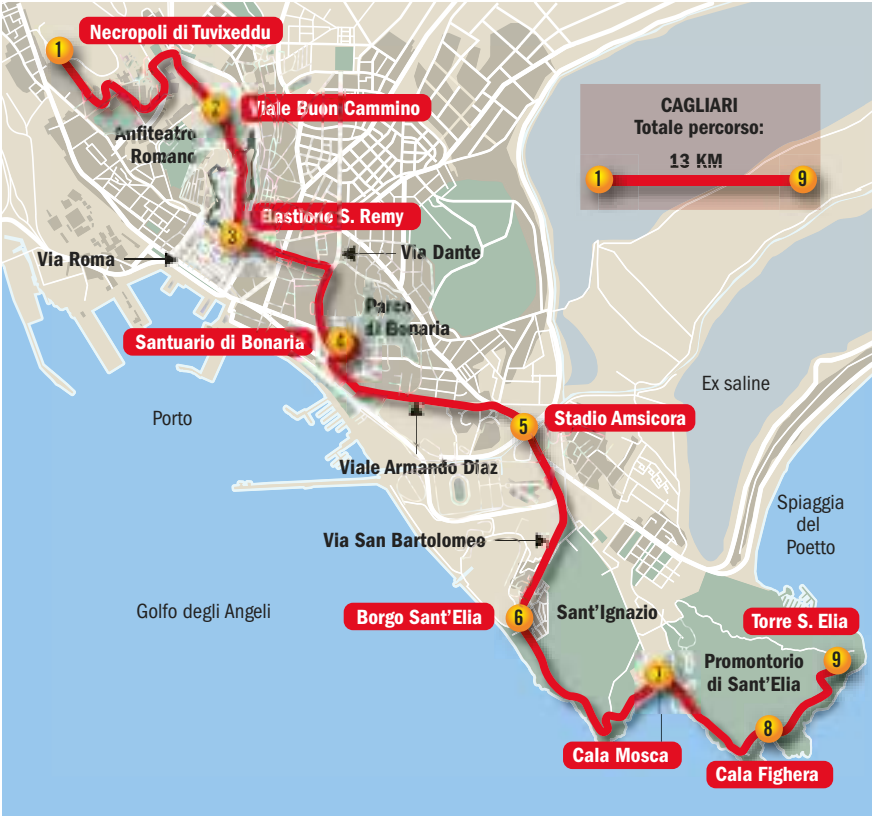 Necropoli di Tuvixeddu
1
CAGLIARI
Totale percorso:
13 KM
1
9
2
Viale Buon Cammino
Anfiteatro
Romano
Bastione S. Remy
3
Via Roma
Via Dante
Parco
di Bonaria
Santuario di Bonaria
4
Ex saline
Porto
5
Stadio Amsicora
Viale Armando Diaz
Spiaggia
del
Poetto
Via San Bartolomeo
Golfo degli Angeli
Borgo Sant'Elia
6
Sant'Ignazio
Torre S. Elia
9
Promontorio
di Sant'Elia
7
8
Cala Mosca
Cala Fighera